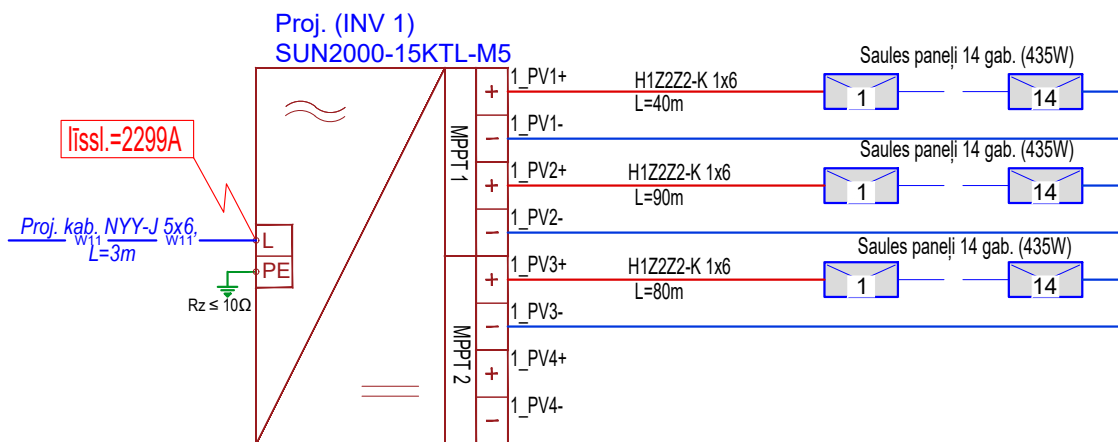 Proj. (INV 1)
SUN2000-15KTL-M5
Iīssl.=2299A
Proj. kab. NYY-J 5x6,
W11 W11
L=3m
L
PE
Rz ≤ 10Ω
MPPT 1
MPPT 2
+
1_PV1+
H1Z2Z2-K 1x6
L=40m
Saules paneļi 14 gab. (435W)
1
14
−
1_PV1-
+
1_PV2+
H1Z2Z2-K 1x6
L=90m
Saules paneļi 14 gab. (435W)
1
14
−
1_PV2-
+
1_PV3+
H1Z2Z2-K 1x6
L=80m
Saules paneļi 14 gab. (435W)
1
14
−
1_PV3-
+
1_PV4+
−
1_PV4-